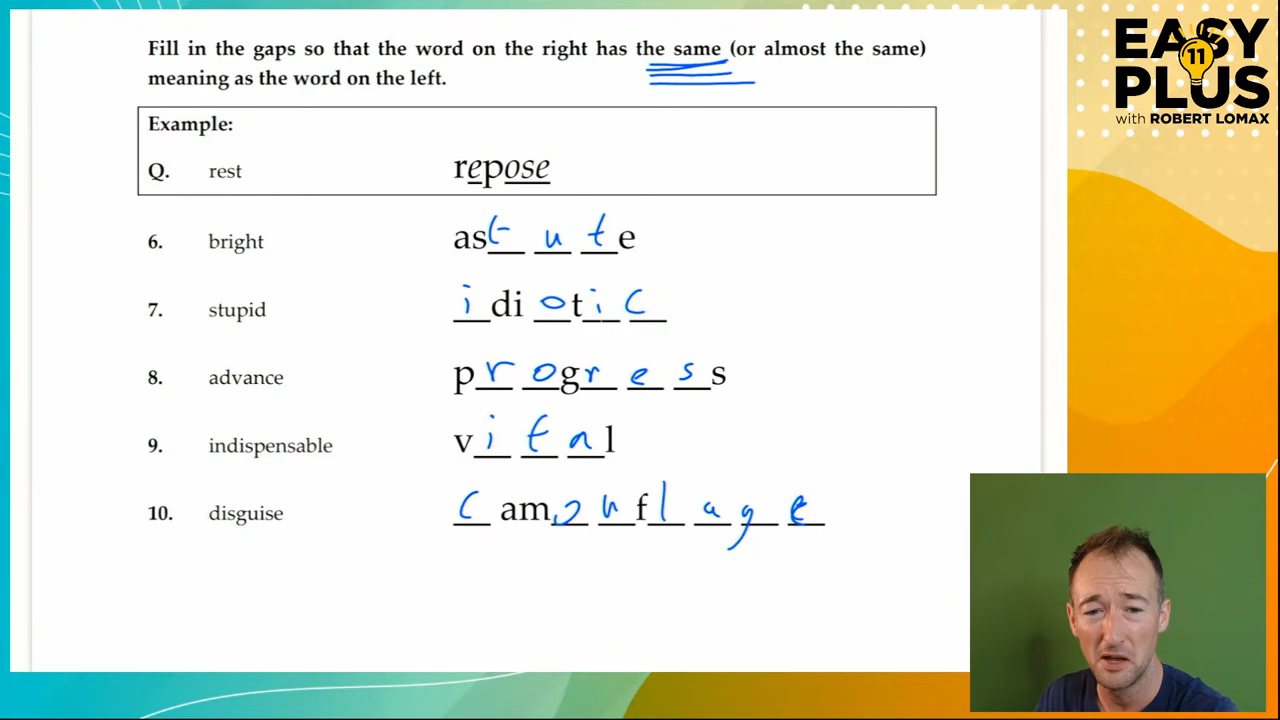 Fill in the gaps so that the word on the right has the same (or almost the same)
meaning as the word on the left.
Example:
Q. rest repose
6. bright astute
7. stupid idiotic
8. advance progress
9. indispensable vital
10. disguise camouflage
EASY
11
PLUS
with ROBERT LOMAX